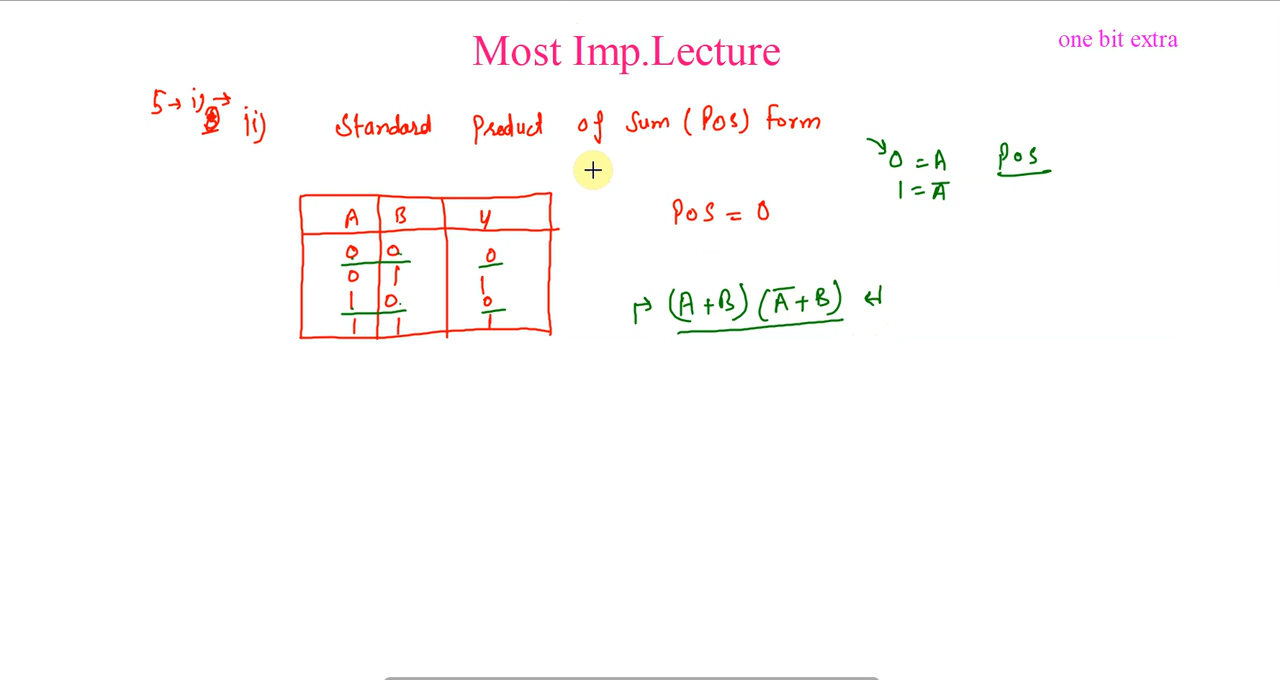 Most Imp.Lecture
one bit extra
5→ i)→
ii) Standard Product of Sum (POS) Form
→0 = A POS
1 = A̅
A B Y
POS = 0
0 0 0
0 1 1
1 0 0
(A+B) (A̅+B)
1 1 1